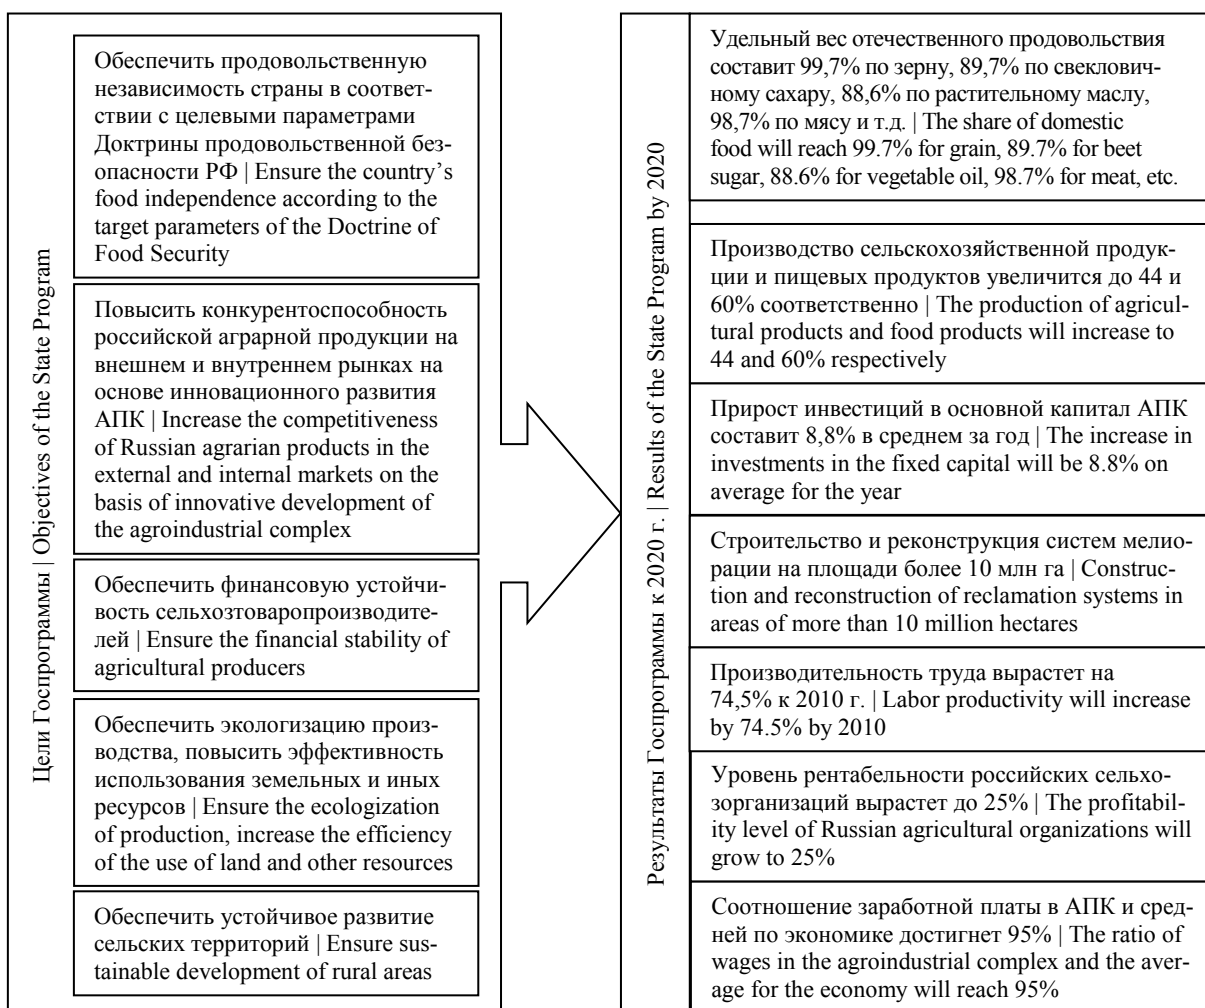 Цели Госпрограммы | Objectives of the State Program
Обеспечить продовольственную
независимость страны в соответ-
ствии с целевыми параметрами
Доктрины продовольственной без-
опасности РФ | Ensure the country’s
food independence according to the
target parameters of the Doctrine of
Food Security
Повысить конкурентоспособность
российской аграрной продукции на
внешнем и внутреннем рынках на
основе инновационного развития
АПК | Increase the competitiveness
of Russian agrarian products in the
external and internal markets on the
basis of innovative development of
the agroindustrial complex
Обеспечить финансовую устойчи-
вость сельхозтоваропроизводите-
лей | Ensure the financial stability of
agricultural producers
Обеспечить экологизацию произ-
водства, повысить эффективность
использования земельных и иных
ресурсов | Ensure the ecologization
of production, increase the efficiency
of the use of land and other resources
Обеспечить устойчивое развитие
сельских территорий | Ensure sus-
tainable development of rural areas
Результаты Госпрограммы к 2020 г. | Results of the State Program by 2020
Удельный вес отечественного продовольствия
составит 99,7% по зерну, 89,7% по свеклович-
ному сахару, 88,6% по растительному маслу,
98,7% по мясу и т.д. | The share of domestic
food will reach 99.7% for grain, 89.7% for beet
sugar, 88.6% for vegetable oil, 98.7% for meat, etc.
Производство сельскохозяйственной продук-
ции и пищевых продуктов увеличится до 44 и
60% соответственно | The production of agricul-
tural products and food products will increase to
44 and 60% respectively
Прирост инвестиций в основной капитал АПК
составит 8,8% в среднем за год | The increase in
investments in the fixed capital will be 8.8% on
average for the year
Строительство и реконструкция систем мелио-
рации на площади более 10 млн га | Construc-
tion and reconstruction of reclamation systems in
areas of more than 10 million hectares
Производительность труда вырастет на
74,5% к 2010 г. | Labor productivity will increase
by 74.5% by 2010
Уровень рентабельности российских сельхо-
зорганизаций вырастет до 25% | The profitabil-
ity level of Russian agricultural organizations will
grow to 25%
Соотношение заработной платы в АПК и сред-
ней по экономике достигнет 95% | The ratio of
wages in the agroindustrial complex and the aver-
age for the economy will reach 95%